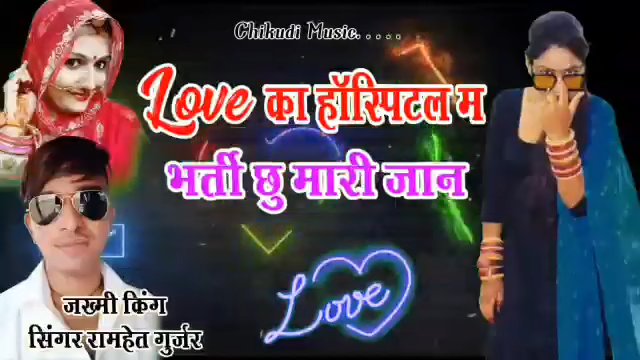 Chikudi Music.....
Love का हॉस्पिटल म
भर्ती छु मारी जान
Love
जख्मी किंग
सिंगर रामहेत गुर्जर